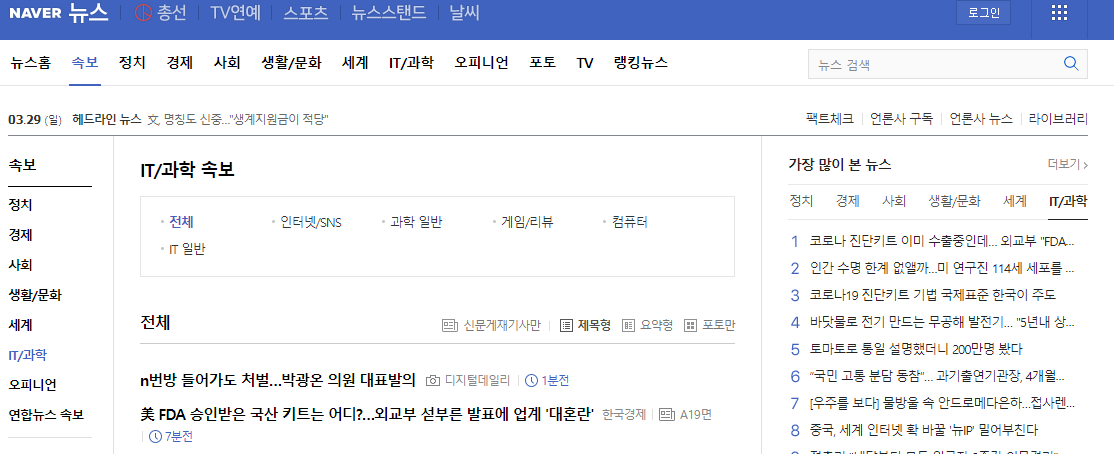 NAVER 뉴스 총선 TV연예 스포츠 뉴스스탠드 날씨 로그인
뉴스홈 속보 정치 경제 사회 생활/문화 세계 IT/과학 오피니언 포토 TV 랭킹뉴스 뉴스 검색
03.29 (일) 헤드라인 뉴스 文, 명칭도 신중…"생계지원금이 적당" 팩트체크 언론사 구독 언론사 뉴스 라이브러리
속보
정치
경제
사회
생활/문화
세계
IT/과학
오피니언
연합뉴스 속보
IT/과학 속보
전체 인터넷/SNS 과학 일반 게임/리뷰 컴퓨터
IT 일반
전체 신문게재기사만 제목형 요약형 포토만
n번방 들어가도 처벌…박광온 의원 대표발의 디지털데일리 1분전
美 FDA 승인받은 국산 키트는 어디?…외교부 섣부른 발표에 업계 '대혼란' 한국경제 A19면
7분전
가장 많이 본 뉴스 더보기
정치 경제 사회 생활/문화 세계 IT/과학
1 코로나 진단키트 이미 수출중인데… 외교부 "FDA...
2 인간 수명 한계 없앨까…미 연구진 114세 세포를 ...
3 코로나19 진단키트 기법 국제표준 한국이 주도
4 바닷물로 전기 만드는 무공해 발전기… "5년내 상...
5 토마토로 통일 설명했더니 200만명 봤다
6 "국민 고통 분담 동참"… 과기출연기관장, 4개월...
7 [우주를 보다] 물방울 속 안드로메다은하…접사렌...
8 중국, 세계 인터넷 확 바꿀 '뉴IP' 밀어부친다